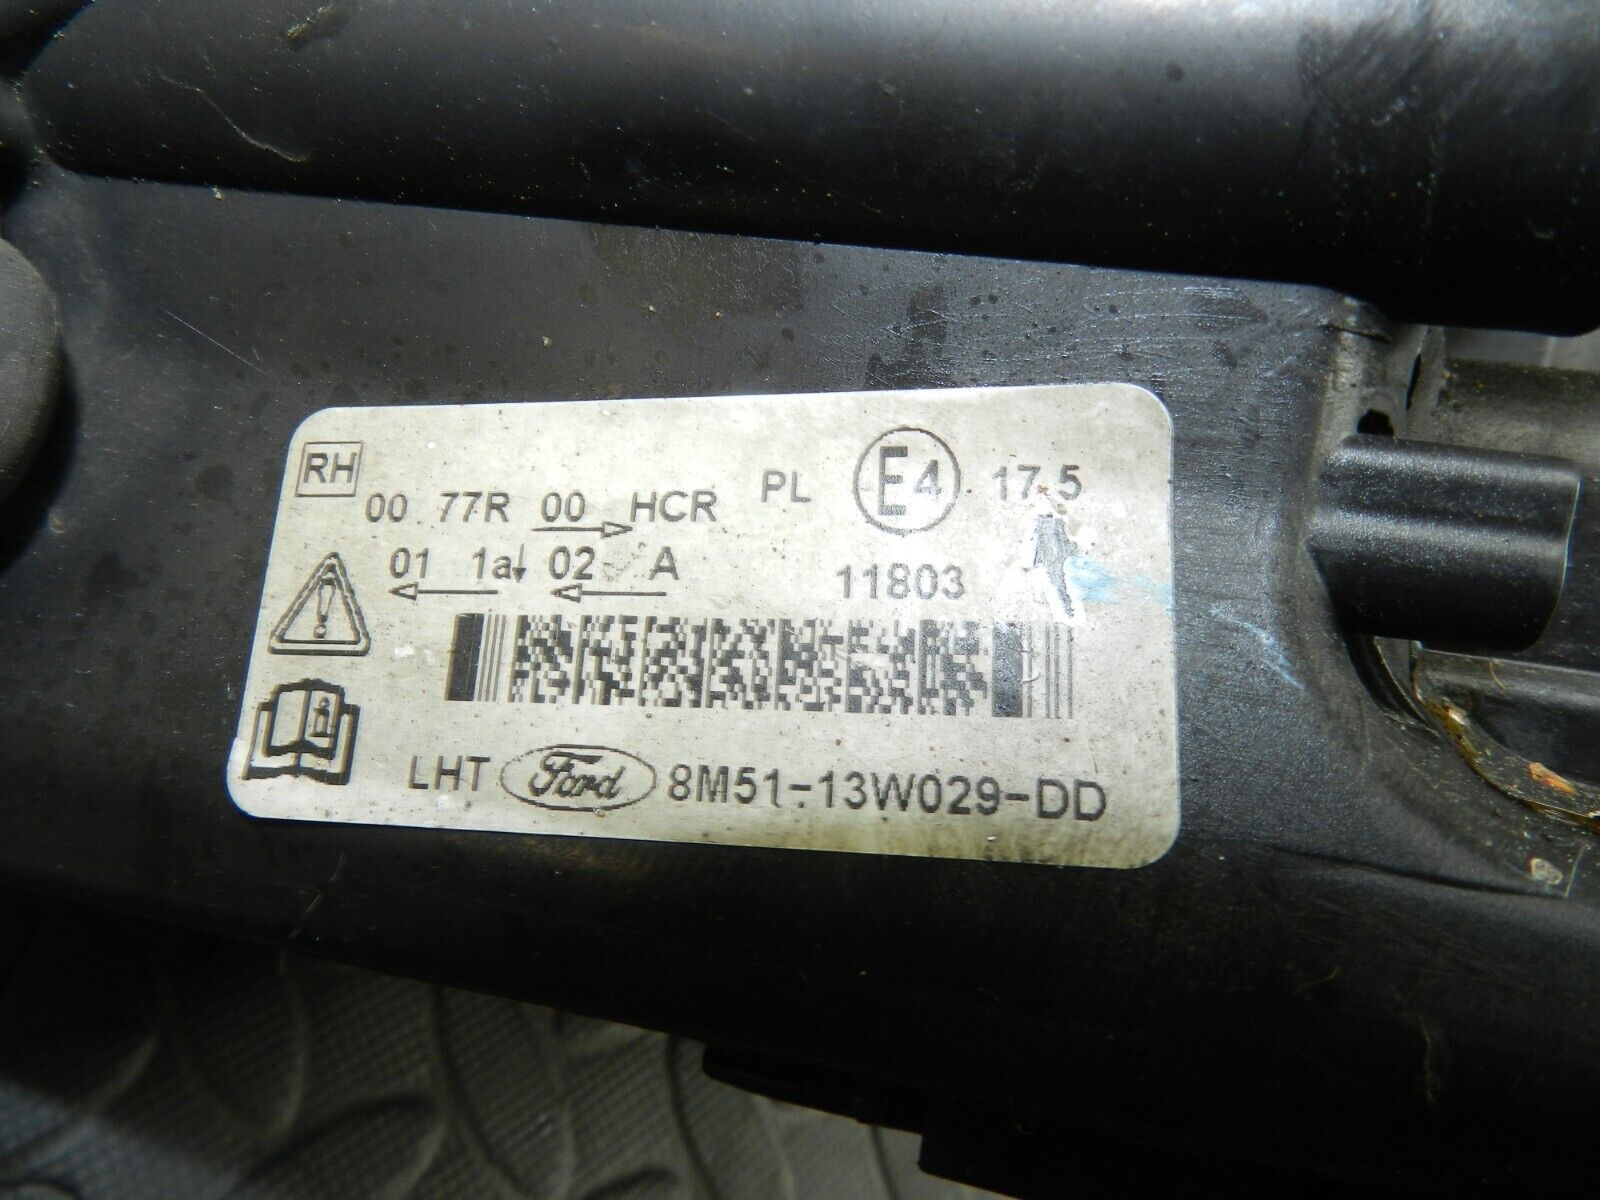 RH
00 77R 00 HCR PL E4 17.5
01 1a 02 A 11803
LHT Ford 8M51-13W029-DD